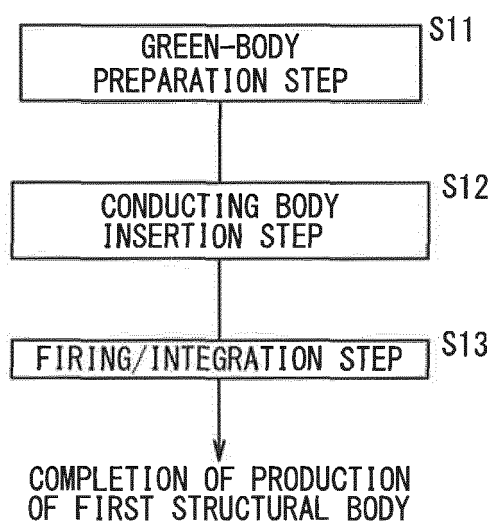 S11
GREEN-BODY
PREPARATION STEP
S12
CONDUCTING BODY
INSERTION STEP
S13
FIRING/INTEGRATION STEP
COMPLETION OF PRODUCTION
OF FIRST STRUCTURAL BODY